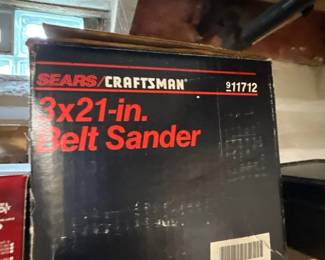 SEARS/CRAFTSMAN® 911712
3x21-in.
Belt Sander